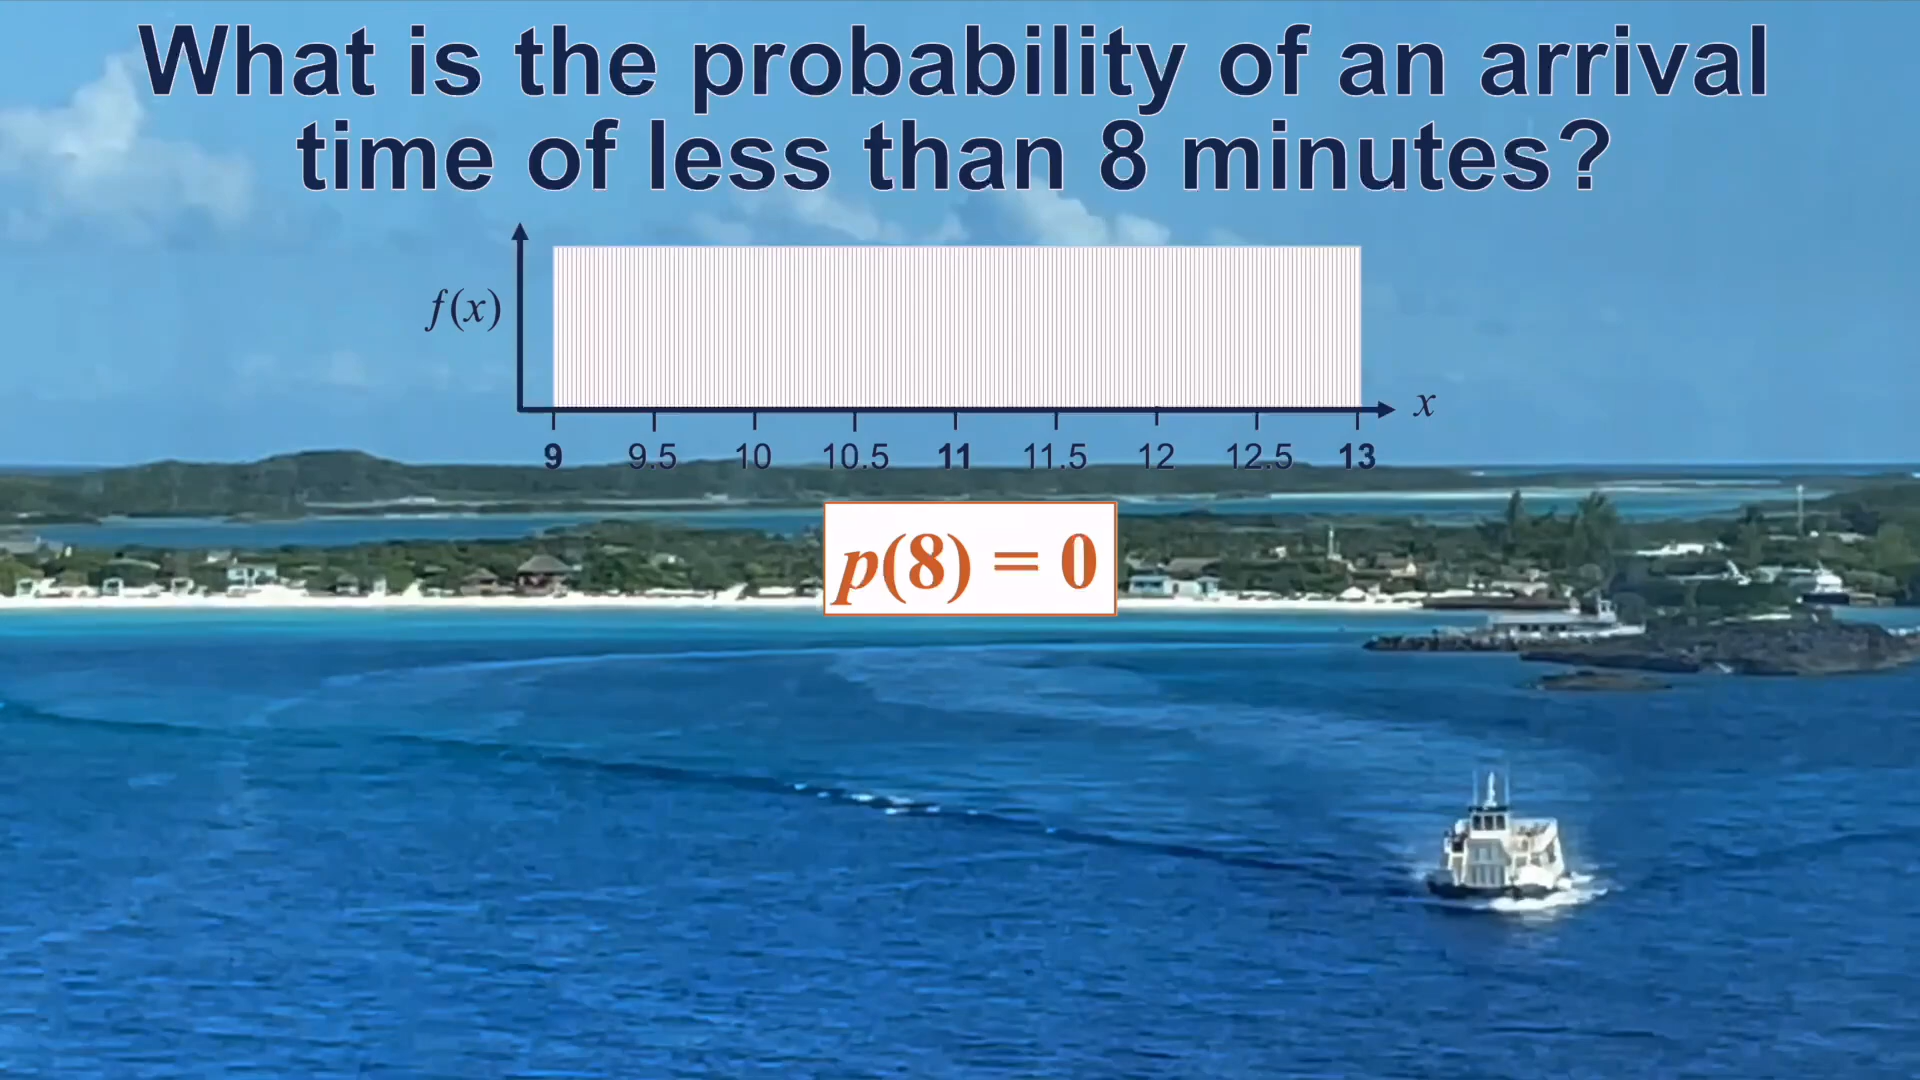 What is the probability of an arrival
time of less than 8 minutes?
f(x)
x
9 9.5 10 10.5 11 11.5 12 12.5 13
p(8) = 0